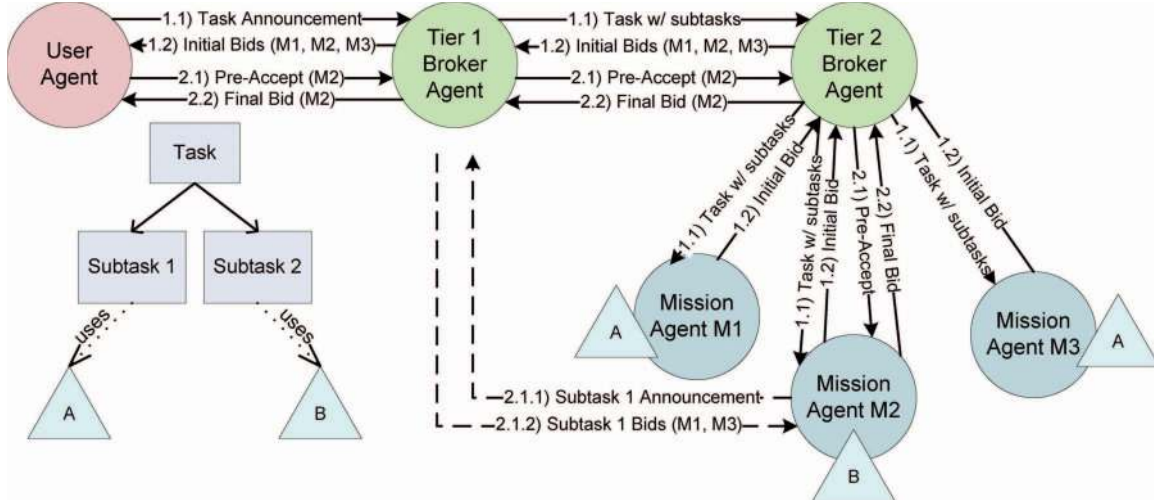 User
Agent
1.1) Task Announcement
1.2) Initial Bids (M1, M2, M3)
2.1) Pre-Accept (M2)
2.2) Final Bid (M2)
Tier 1
Broker
Agent
1.1) Task w/ subtasks
1.2) Initial Bids (M1, M2, M3)
2.1) Pre-Accept (M2)
2.2) Final Bid (M2)
Tier 2
Broker
Agent
Task
Subtask 1
Subtask 2
uses
uses
A
B
1.1) Task w/ subtasks
1.2) Initial Bid
1.1) Task w/ subtasks
1.2) Initial Bid
2.1) Pre-Accept
2.2) Final Bid
1.1) Task w/ subtasks
1.2) Initial Bid
A
Mission
Agent M1
Mission
Agent M2
B
Mission
Agent M3
A
2.1.1) Subtask 1 Announcement
2.1.2) Subtask 1 Bids (M1, M3)